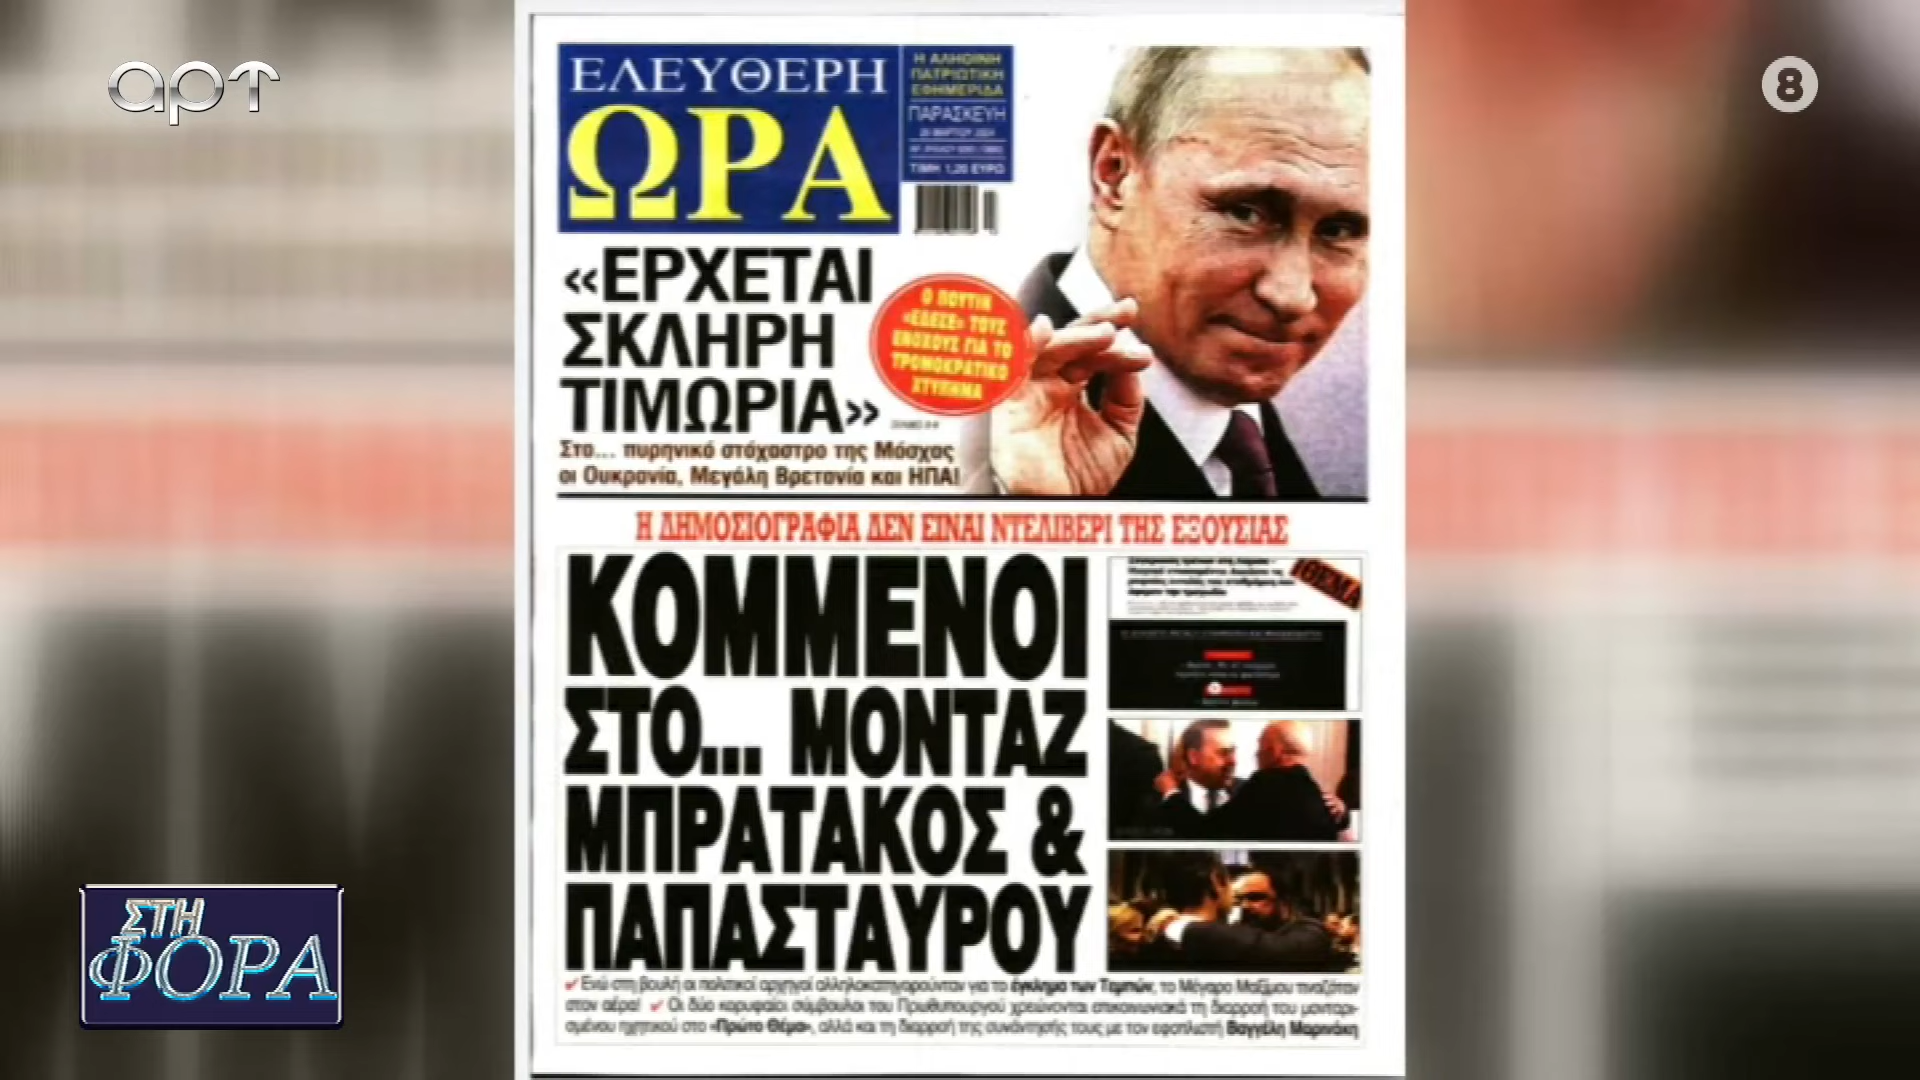 αρτ
8
ΕΛΕΥΘΕΡΗ
ΩΡΑ
Η ΑΛΗΘΙΝΗ
ΠΑΤΡΙΩΤΙΚΗ
ΕΦΗΜΕΡΙΔΑ
ΠΑΡΑΣΚΕΥΗ
29 ΜΑΡΤΙΟΥ 2024
ΤΙΜΗ 1,20 ΕΥΡΩ
«ΕΡΧΕΤΑΙ
ΣΚΛΗΡΗ
ΤΙΜΩΡΙΑ»
Ο ΠΟΥΤΙΝ
«ΕΔΕΣΕ» ΤΟΥΣ
ΕΝΟΧΟΥΣ ΓΙΑ ΤΟ
ΤΡΟΜΟΚΡΑΤΙΚΟ
ΧΤΥΠΗΜΑ
Στο... πυρηνικό στόχαστρο της Μόσχας
οι Ουκρανία, Μεγάλη Βρετανία και ΗΠΑ!
Η ΔΗΜΟΣΙΟΓΡΑΦΙΑ ΔΕΝ ΕΙΝΑΙ ΝΤΕΛΙΒΕΡΙ ΤΗΣ ΕΞΟΥΣΙΑΣ
ΚΟΜΜΕΝΟΙ
ΣΤΟ... ΜΟΝΤΑΖ
ΜΠΡΑΤΑΚΟΣ &
ΠΑΠΑΣΤΑΥΡΟΥ
ΘΕΜΑ
✔ Ενώ στη βουλή οι πολιτικοί αρχηγοί αλληλοκατηγορούνταν για το έγκλημα των Τεμπών, το Μέγαρο Μαξίμου τιναζόταν
στον αέρα! ✔ Οι δύο κορυφαίοι σύμβουλοι του Πρωθυπουργού χρεώνονται επικοινωνιακά τη διαρροή του μονταρι-
σμένου ηχητικού στο «Πρώτο Θέμα», αλλά και τη διαρροή της συνάντησής τους με τον εφοπλιστή Βαγγέλη Μαρινάκη
ΣΤΗ
ΦΟΡΑ